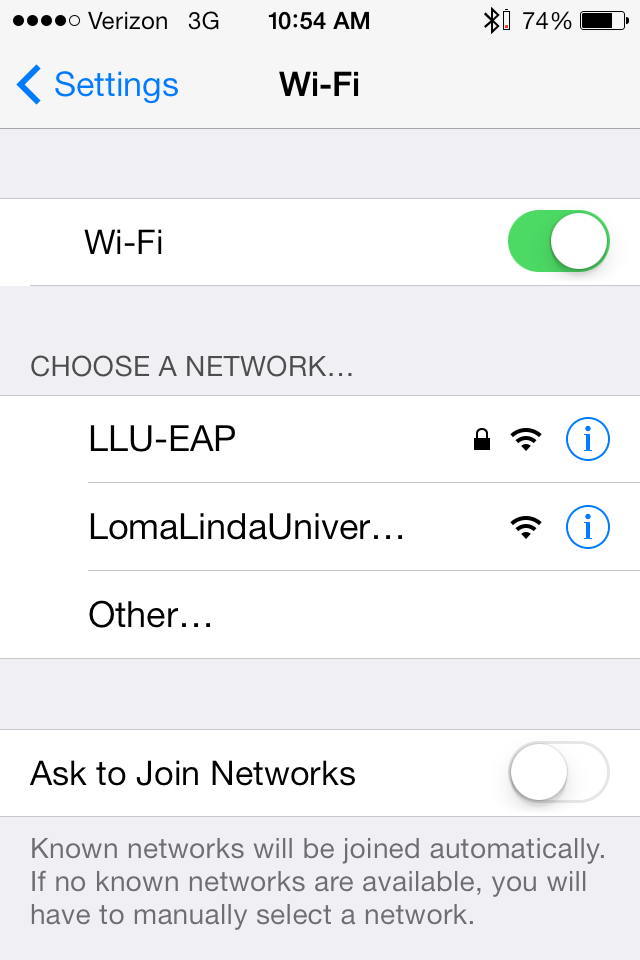 Verizon 3G 10:54 AM 74%
Settings Wi-Fi
Wi-Fi
CHOOSE A NETWORK...
LLU-EAP
LomaLindaUniver...
Other...
Ask to Join Networks
Known networks will be joined automatically.
If no known networks are available, you will
have to manually select a network.